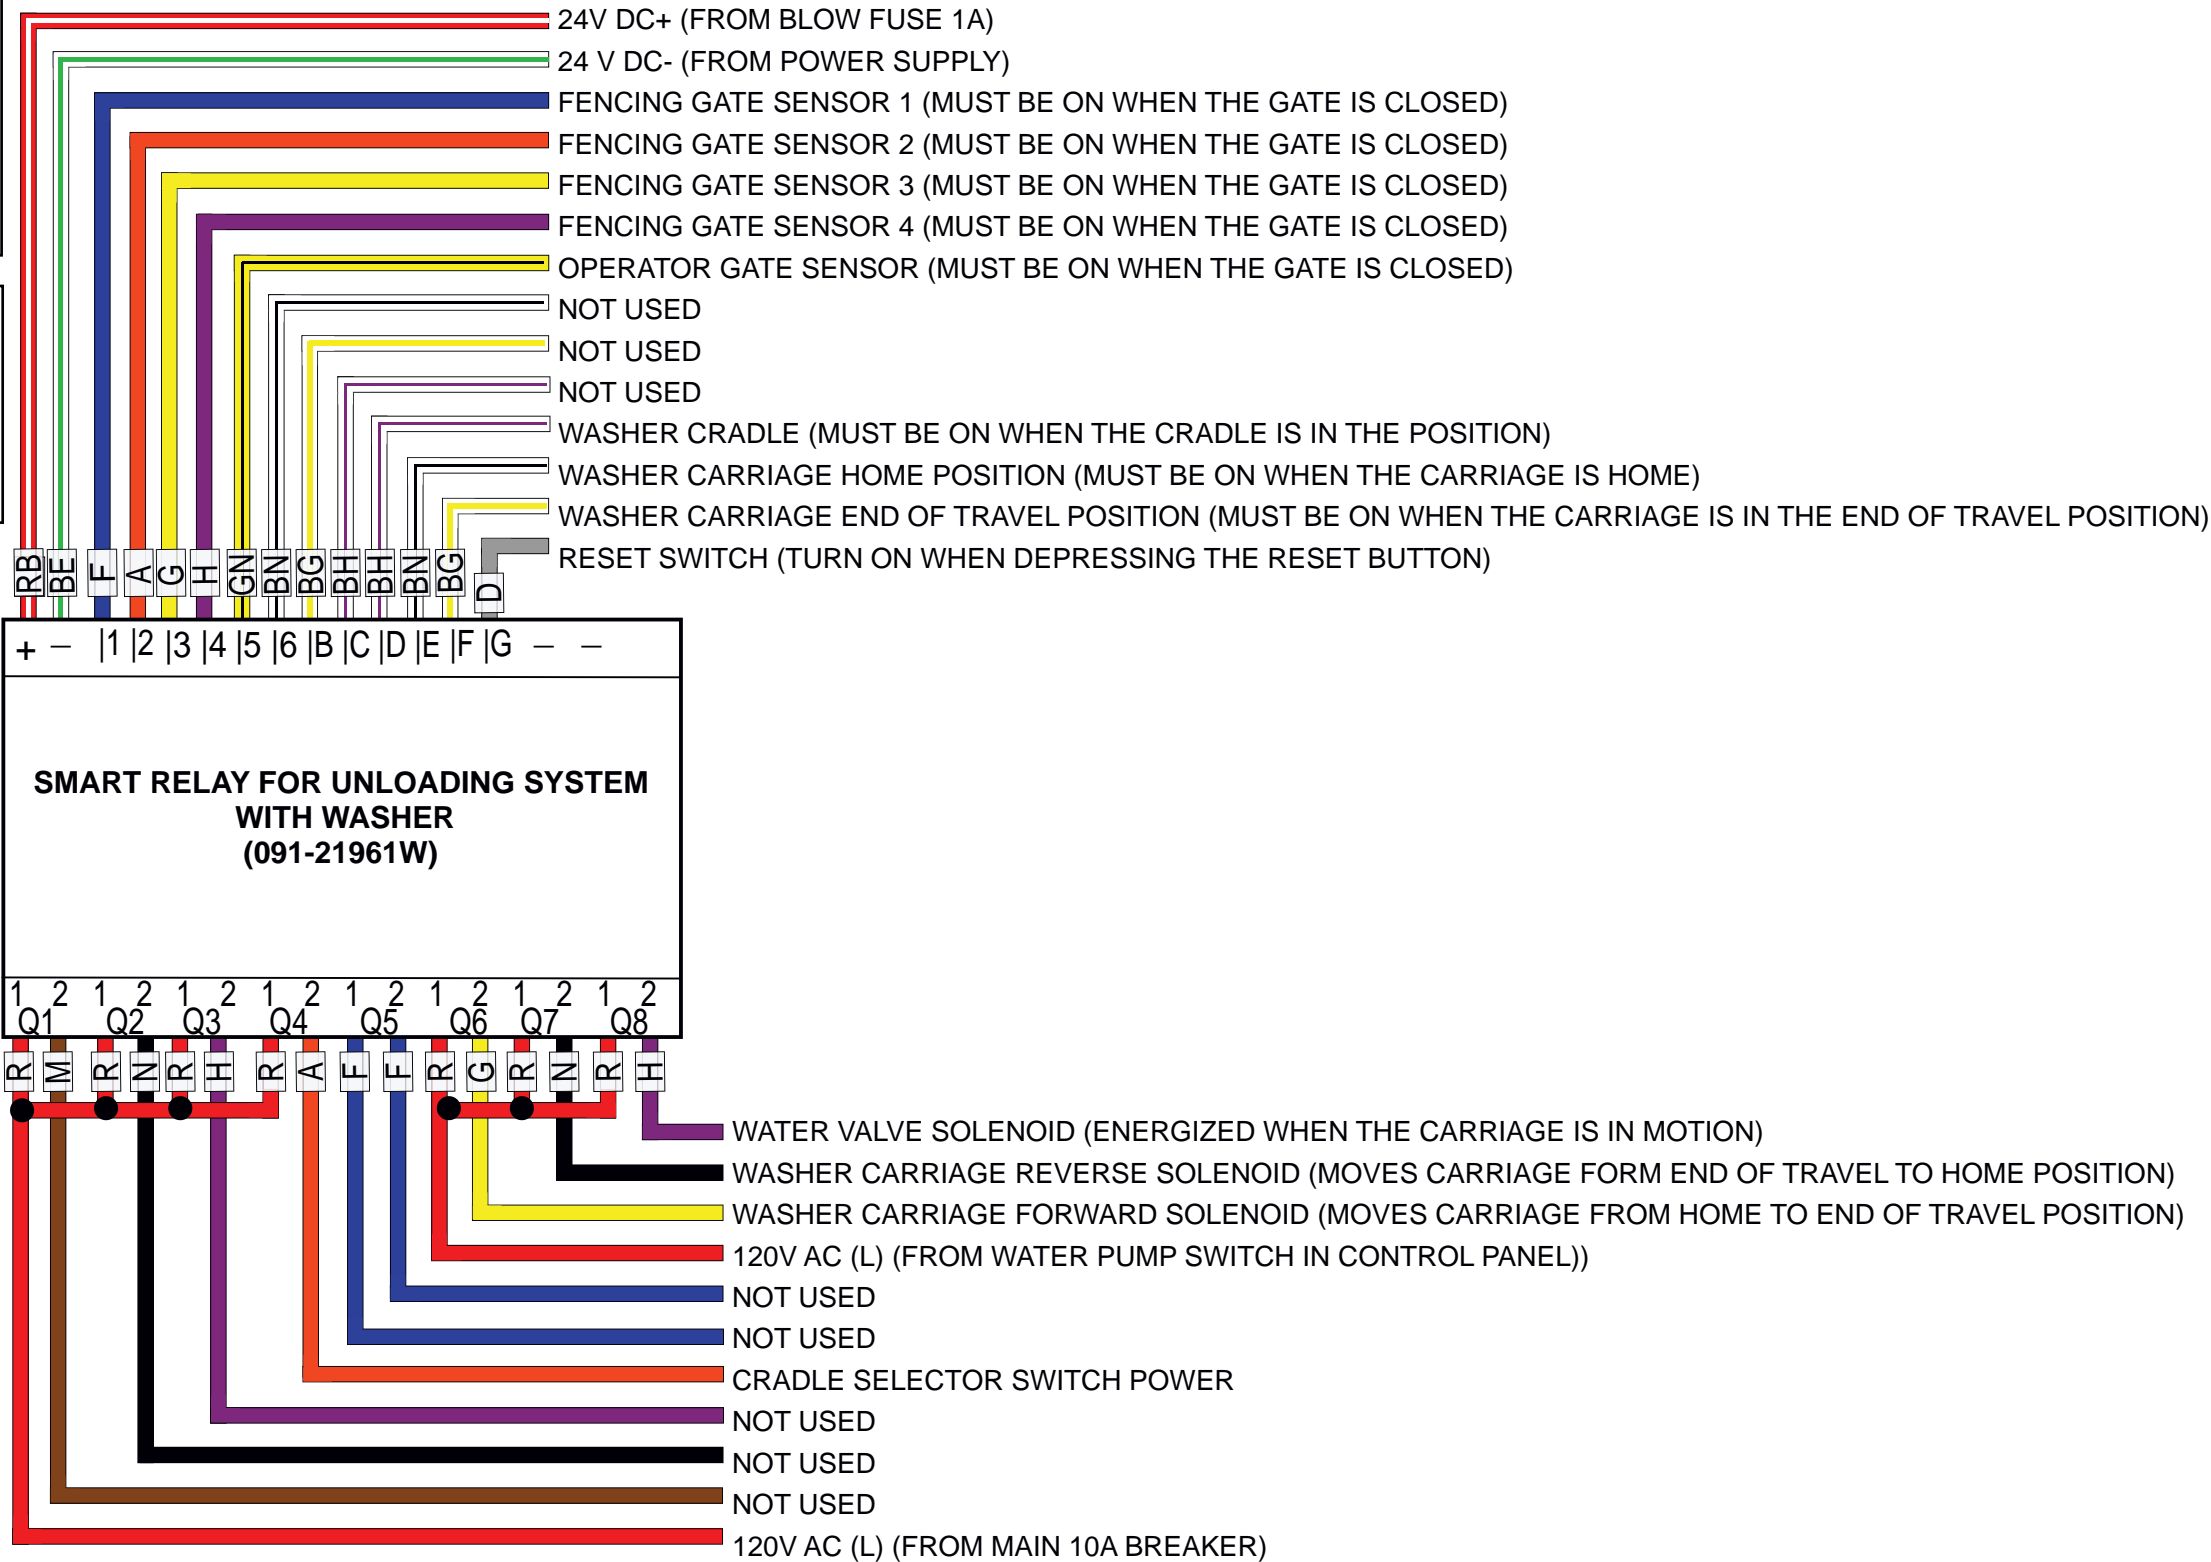 24V DC+ (FROM BLOW FUSE 1A)
24 V DC- (FROM POWER SUPPLY)
FENCING GATE SENSOR 1 (MUST BE ON WHEN THE GATE IS CLOSED)
FENCING GATE SENSOR 2 (MUST BE ON WHEN THE GATE IS CLOSED)
FENCING GATE SENSOR 3 (MUST BE ON WHEN THE GATE IS CLOSED)
FENCING GATE SENSOR 4 (MUST BE ON WHEN THE GATE IS CLOSED)
OPERATOR GATE SENSOR (MUST BE ON WHEN THE GATE IS CLOSED)
NOT USED
NOT USED
NOT USED
WASHER CRADLE (MUST BE ON WHEN THE CRADLE IS IN THE POSITION)
WASHER CARRIAGE HOME POSITION (MUST BE ON WHEN THE CARRIAGE IS HOME)
WASHER CARRIAGE END OF TRAVEL POSITION (MUST BE ON WHEN THE CARRIAGE IS IN THE END OF TRAVEL POSITION)
RESET SWITCH (TURN ON WHEN DEPRESSING THE RESET BUTTON)
RB BE F A G H GN BN BG BH BH BN BG D
+ – |1 |2 |3 |4 |5 |6 |B |C |D |E |F |G – –
SMART RELAY FOR UNLOADING SYSTEM
WITH WASHER
(091-21961W)
1 2 1 2 1 2 1 2 1 2 1 2 1 2 1 2
Q1 Q2 Q3 Q4 Q5 Q6 Q7 Q8
R M R N R H R A F F R G R N R H
WATER VALVE SOLENOID (ENERGIZED WHEN THE CARRIAGE IS IN MOTION)
WASHER CARRIAGE REVERSE SOLENOID (MOVES CARRIAGE FORM END OF TRAVEL TO HOME POSITION)
WASHER CARRIAGE FORWARD SOLENOID (MOVES CARRIAGE FROM HOME TO END OF TRAVEL POSITION)
120V AC (L) (FROM WATER PUMP SWITCH IN CONTROL PANEL))
NOT USED
NOT USED
CRADLE SELECTOR SWITCH POWER
NOT USED
NOT USED
NOT USED
120V AC (L) (FROM MAIN 10A BREAKER)